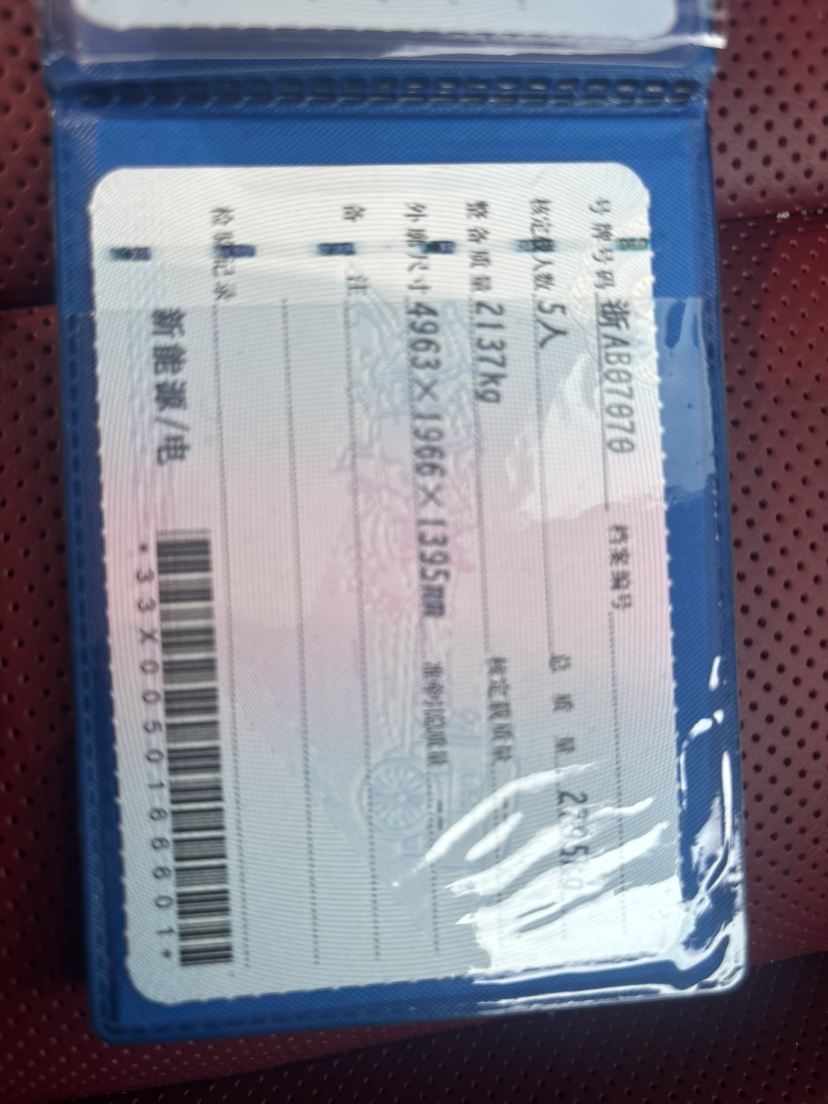 号牌号码 浙AB07070 档案编号
核定载人数 5人 总质量
整备质量 2137kg 核定载质量 --
外廓尺寸 4963×1966×1395mm 准牵引总质量 --
备注
检验记录
新能源/电
*33X0050166601*